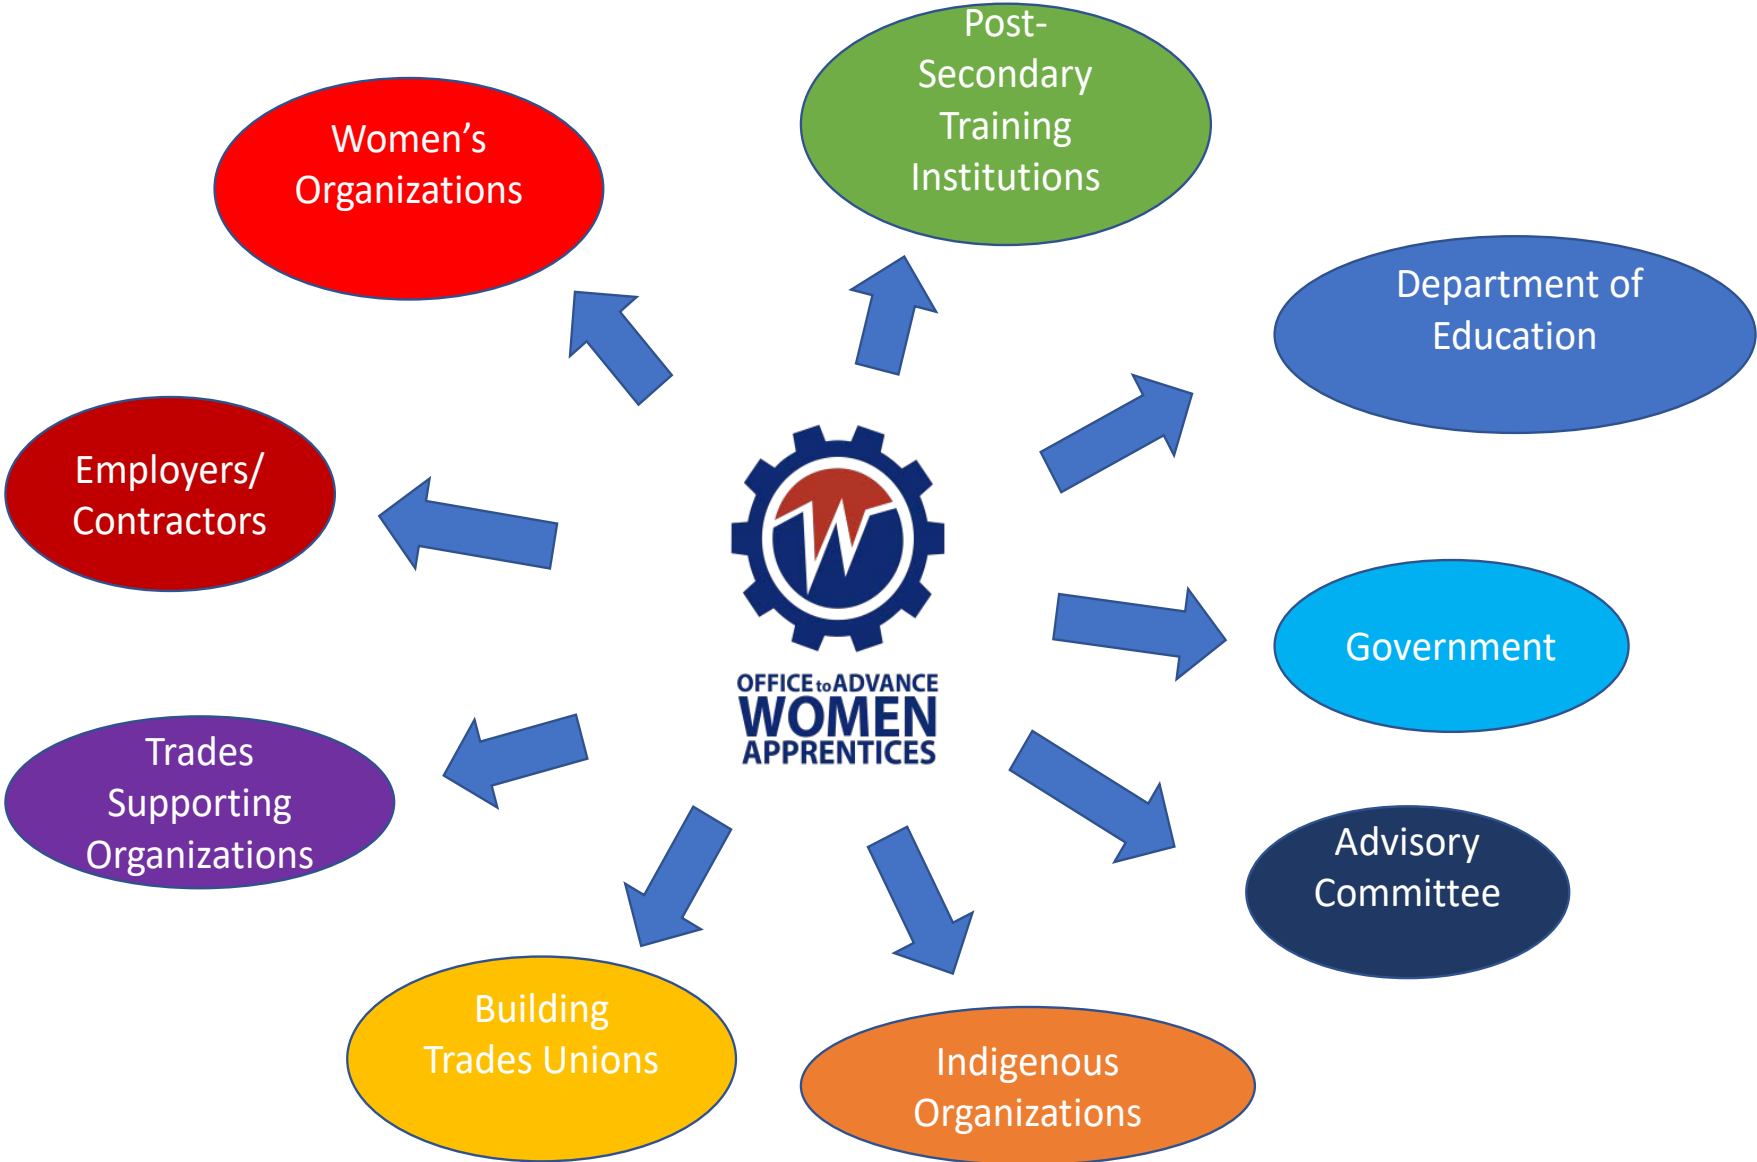 Post-
Secondary
Training
Institutions
Women’s
Organizations
Department of
Education
Employers/
Contractors
Government
OFFICE to ADVANCE
WOMEN
APPRENTICES
Trades
Supporting
Organizations
Advisory
Committee
Building
Trades Unions
Indigenous
Organizations